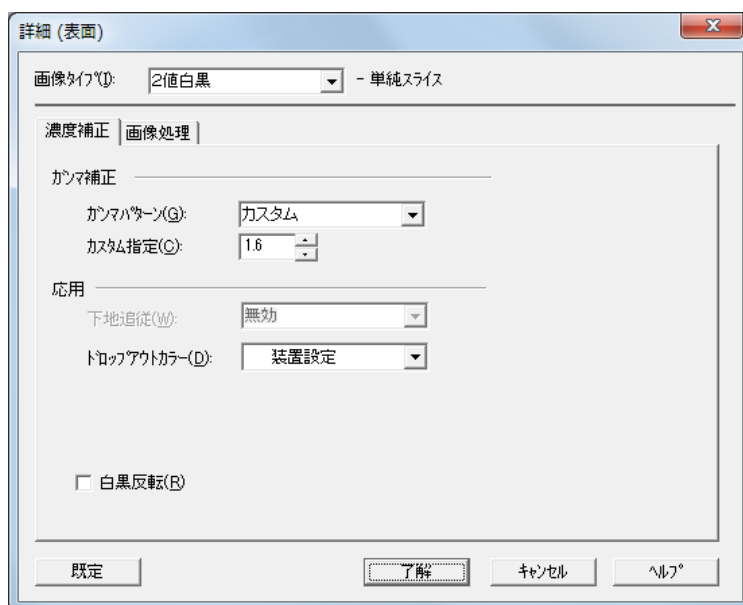 詳細 (表面)
画像ﾀｲﾌﾟ(I): 2値白黒 - 単純ｽﾗｲｽ
濃度補正 画像処理
ｶﾞﾝﾏ補正
ｶﾞﾝﾏﾊﾟﾀｰﾝ(G): カスタム
ｶｽﾀﾑ指定(C): 1.6
応用
下地追従(W): 無効
ﾄﾞﾛｯﾌﾟｱｳﾄｶﾗｰ(D): 装置設定
白黒反転(R)
既定 了解 ｷｬﾝｾﾙ ﾍﾙﾌﾟ